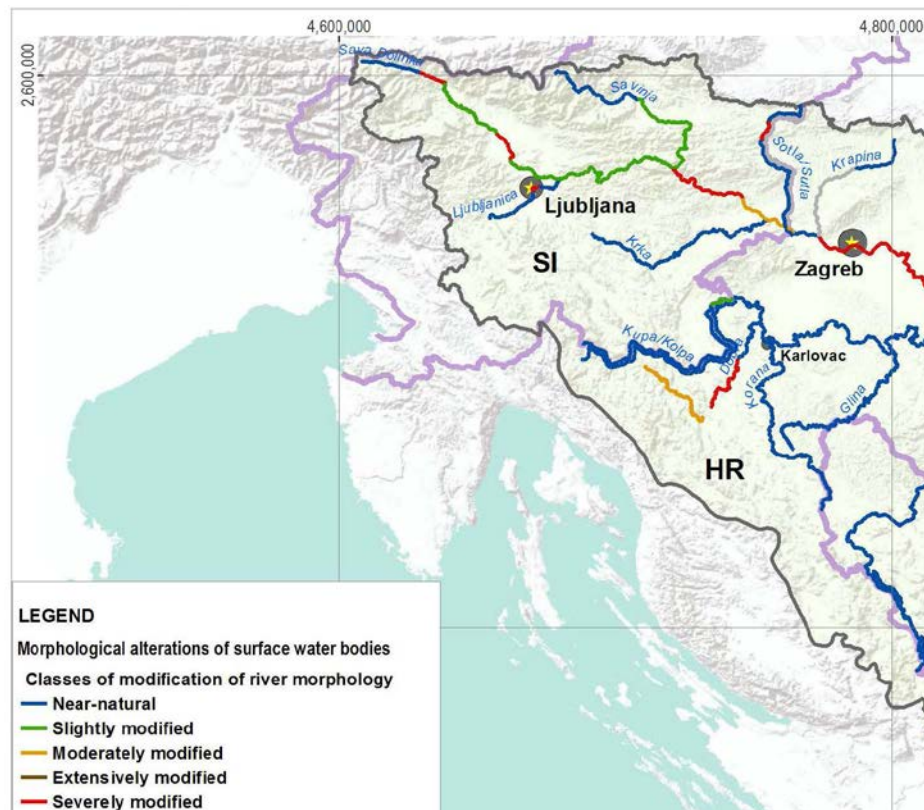 4,600,000
4,800,000
2,600,000
Sava Dolinka
Savinja
Sotla/Sutla
Krapina
Ljubljanica
Ljubljana
Krka
SI
Zagreb
Kupa/Kolpa
Dobra
Korana
Karlovac
Glina
HR
LEGEND
Morphological alterations of surface water bodies
Classes of modification of river morphology
Near-natural
Slightly modified
Moderately modified
Extensively modified
Severely modified